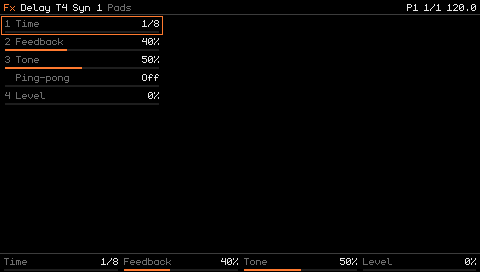 Fx Delay T4 Syn 1 Pads P1 1/1 120.0
1 Time 1/8
2 Feedback 40%
3 Tone 50%
Ping-pong Off
4 Level 0%
Time 1/8 Feedback 40% Tone 50% Level 0%